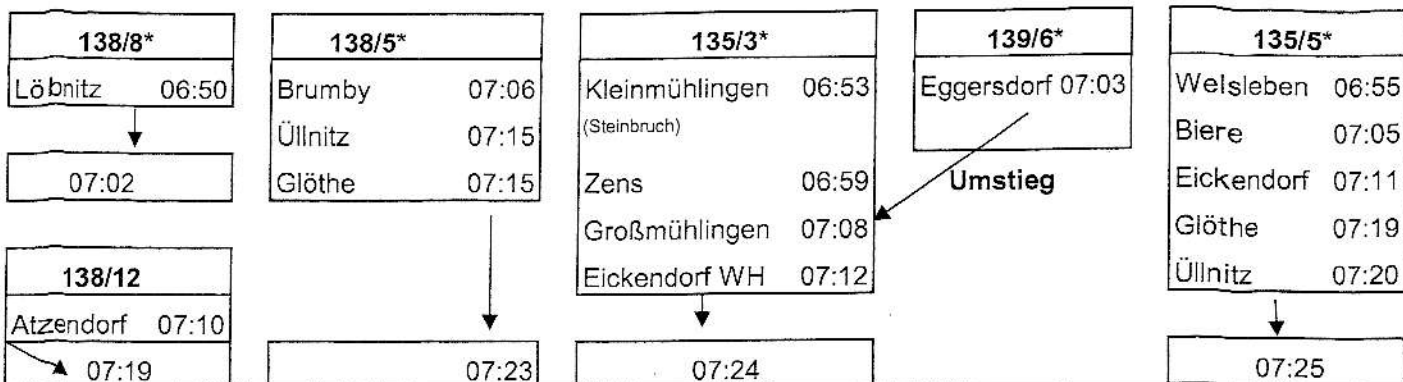 138/8*
Löbnitz 06:50
07:02
138/12
Atzendorf 07:10
07:19
138/5*
Brumby 07:06
Üllnitz 07:15
Glöthe 07:15
07:23
135/3*
Kleinmühlingen 06:53
(Steinbruch)
Zens 06:59
Großmühlingen 07:08
Eickendorf WH 07:12
07:24
139/6*
Eggersdorf 07:03
Umstieg
135/5*
Welsleben 06:55
Biere 07:05
Eickendorf 07:11
Glöthe 07:19
Üllnitz 07:20
07:25